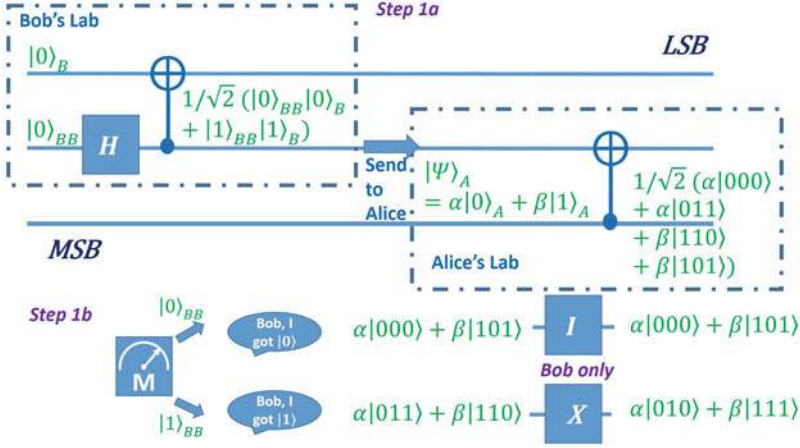 Bob's Lab
Step 1a
|0⟩_B
LSB
1/√2 (|0⟩_BB|0⟩_B
+ |1⟩_BB|1⟩_B)
|0⟩_BB
H
Send
to
Alice
|Ψ⟩_A
= α|0⟩_A + β|1⟩_A
1/√2 (α|000⟩
+ α|011⟩
+ β|110⟩
+ β|101⟩)
MSB
Alice's Lab
Step 1b
|0⟩_BB
Bob, I
got |0⟩
α|000⟩ + β|101⟩
I
α|000⟩ + β|101⟩
M
Bob only
|1⟩_BB
Bob, I
got |1⟩
α|011⟩ + β|110⟩
X
α|010⟩ + β|111⟩